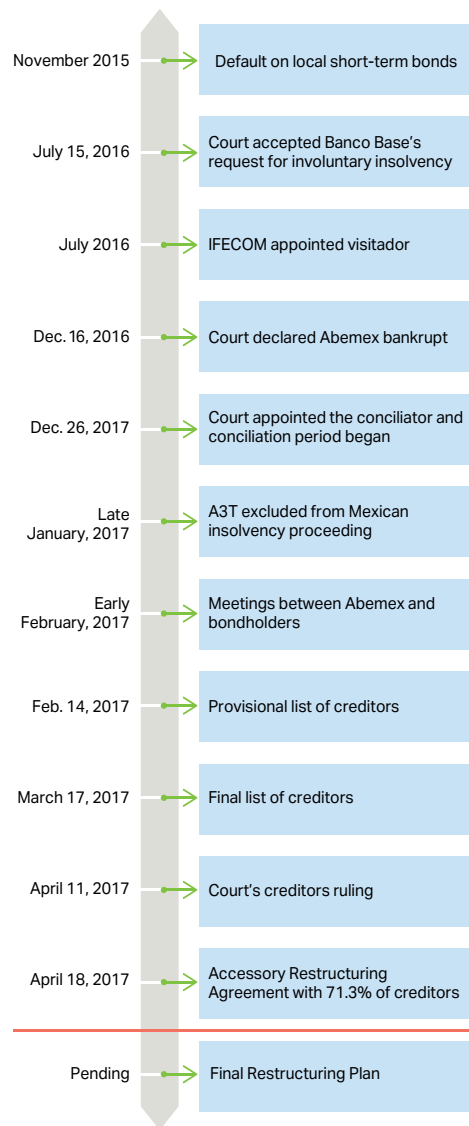 November 2015
Default on local short-term bonds
July 15, 2016
Court accepted Banco Base's
request for involuntary insolvency
July 2016
IFECOM appointed visitador
Dec. 16, 2016
Court declared Abemex bankrupt
Dec. 26, 2017
Court appointed the conciliator and
conciliation period began
Late
January, 2017
A3T excluded from Mexican
insolvency proceeding
Early
February, 2017
Meetings between Abemex and
bondholders
Feb. 14, 2017
Provisional list of creditors
March 17, 2017
Final list of creditors
April 11, 2017
Court's creditors ruling
April 18, 2017
Accessory Restructuring
Agreement with 71.3% of creditors
Pending
Final Restructuring Plan